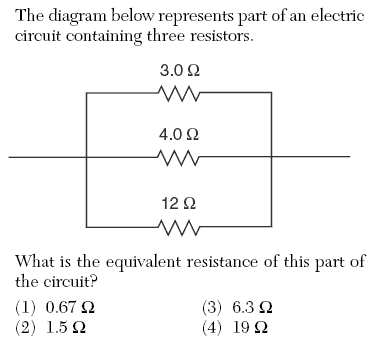 The diagram below represents part of an electric
circuit containing three resistors.
3.0 Ω
4.0 Ω
12 Ω
What is the equivalent resistance of this part of
the circuit?
(1) 0.67 Ω (3) 6.3 Ω
(2) 1.5 Ω (4) 19 Ω